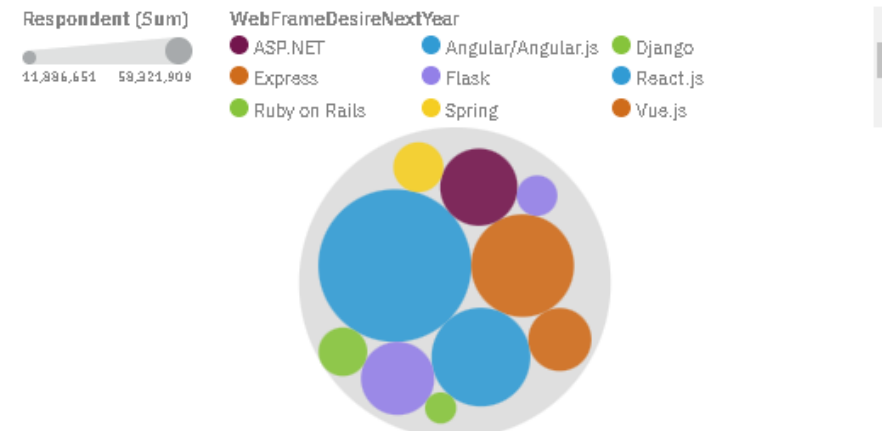 Respondent (Sum)
11,886,651 58,321,909
WebFrameDesireNextYear
ASP.NET Angular/Angular.js Django
Express Flask React.js
Ruby on Rails Spring Vue.js